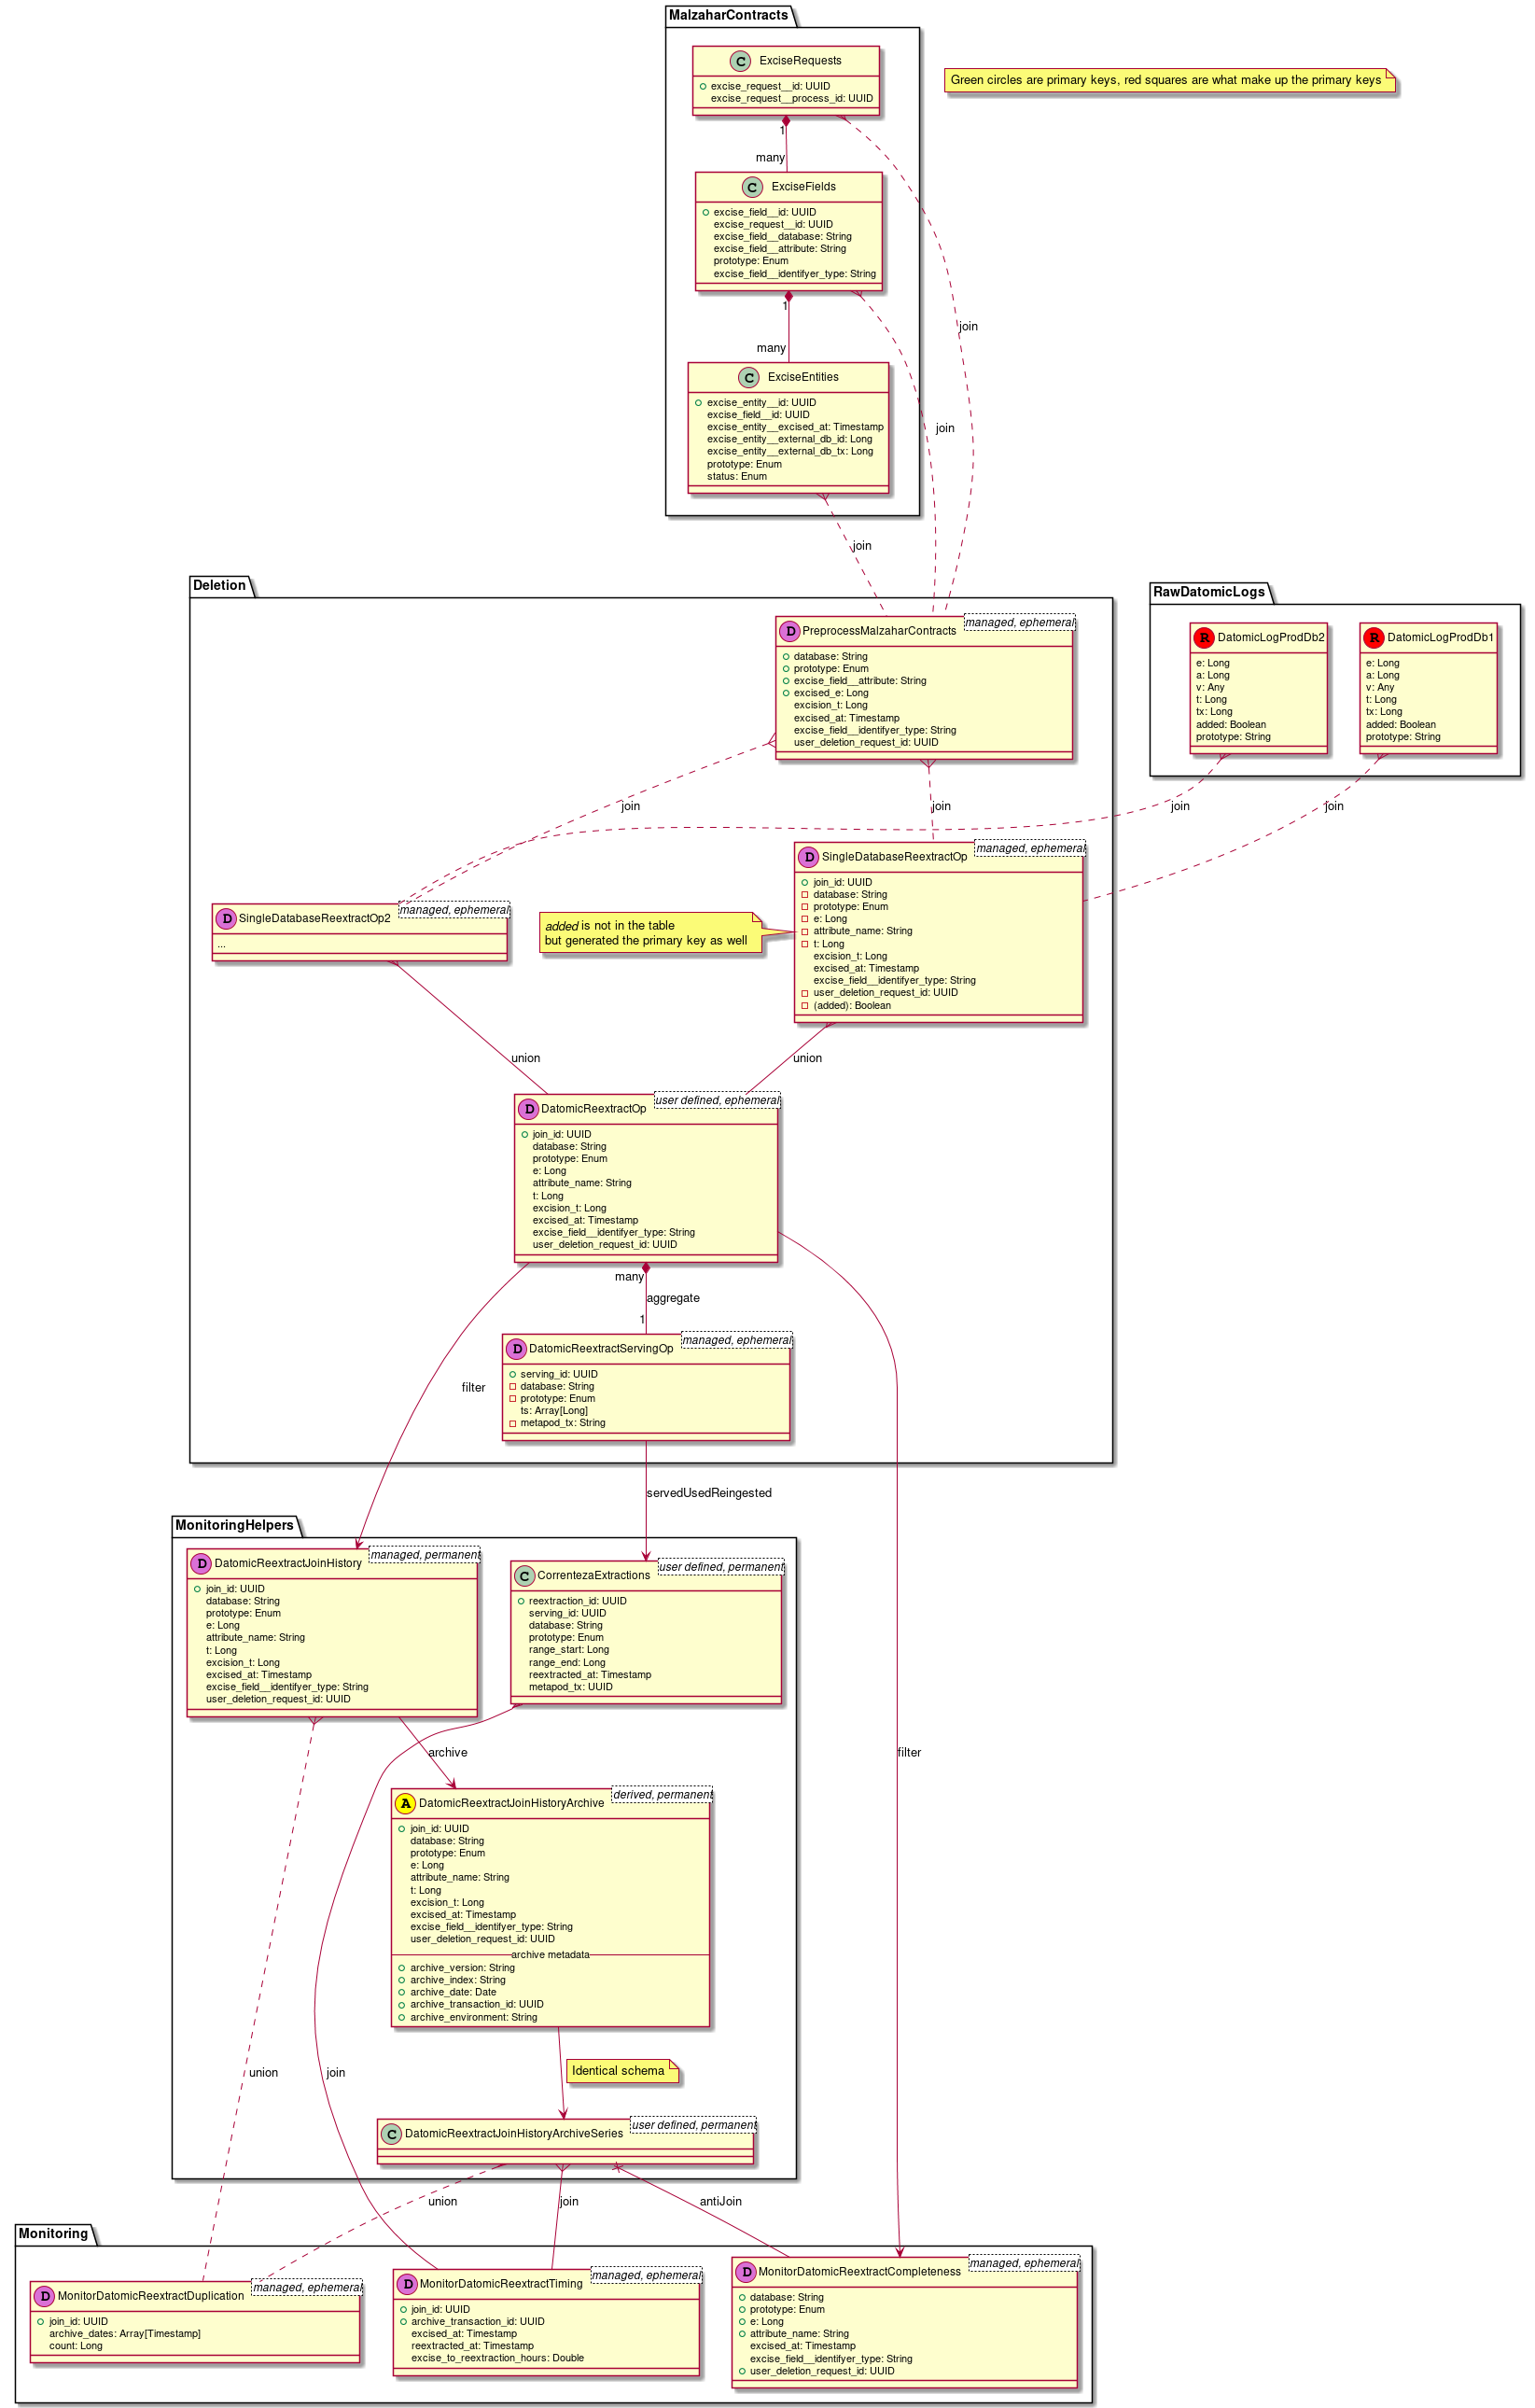 MalzaharContracts
C ExciseRequests
excise_request__id: UUID
excise_request__process_id: UUID
Green circles are primary keys, red squares are what make up the primary keys
1
many
C ExciseFields
excise_field__id: UUID
excise_request__id: UUID
excise_field__database: String
excise_field__attribute: String
prototype: Enum
excise_field__identifyer_type: String
1
join
many
C ExciseEntities
excise_entity__id: UUID
excise_field__id: UUID
excise_entity__excised_at: Timestamp
excise_entity__external_db_id: Long
excise_entity__external_db_tx: Long
prototype: Enum
status: Enum
join
join
Deletion
PreprocessMalzaharContracts
D
managed, ephemeral
database: String
prototype: Enum
excise_field__attribute: String
excised_e: Long
excision_t: Long
excised_at: Timestamp
excise_field__identifyer_type: String
user_deletion_request_id: UUID
RawDatomicLogs
R DatomicLogProdDb2
e: Long
a: Long
v: Any
t: Long
tx: Long
added: Boolean
prototype: String
R DatomicLogProdDb1
e: Long
a: Long
v: Any
t: Long
tx: Long
added: Boolean
prototype: String
join
join
join
join
D SingleDatabaseReextractOp
managed, ephemeral
join_id: UUID
database: String
prototype: Enum
e: Long
attribute_name: String
t: Long
excision_t: Long
excised_at: Timestamp
excise_field__identifyer_type: String
user_deletion_request_id: UUID
(added): Boolean
D SingleDatabaseReextractOp2
managed, ephemeral
...
added is not in the table
but generated the primary key as well
union
union
D DatomicReextractOp
user defined, ephemeral
join_id: UUID
database: String
prototype: Enum
e: Long
attribute_name: String
t: Long
excision_t: Long
excised_at: Timestamp
excise_field__identifyer_type: String
user_deletion_request_id: UUID
many
aggregate
1
D DatomicReextractServingOp
managed, ephemeral
serving_id: UUID
database: String
prototype: Enum
ts: Array[Long]
metapod_tx: String
filter
servedUsedReingested
MonitoringHelpers
D DatomicReextractJoinHistory
managed, permanent
join_id: UUID
database: String
prototype: Enum
e: Long
attribute_name: String
t: Long
excision_t: Long
excised_at: Timestamp
excise_field__identifyer_type: String
user_deletion_request_id: UUID
C CorrentezaExtractions
user defined, permanent
reextraction_id: UUID
serving_id: UUID
database: String
prototype: Enum
range_start: Long
range_end: Long
reextracted_at: Timestamp
metapod_tx: UUID
archive
filter
A DatomicReextractJoinHistoryArchive
derived, permanent
join_id: UUID
database: String
prototype: Enum
e: Long
attribute_name: String
t: Long
excision_t: Long
excised_at: Timestamp
excise_field__identifyer_type: String
user_deletion_request_id: UUID
archive metadata
archive_version: String
archive_index: String
archive_date: Date
archive_transaction_id: UUID
archive_environment: String
union
join
Identical schema
C DatomicReextractJoinHistoryArchiveSeries
user defined, permanent
union
join
antiJoin
Monitoring
D MonitorDatomicReextractDuplication
managed, ephemeral
join_id: UUID
archive_dates: Array[Timestamp]
count: Long
D MonitorDatomicReextractTiming
managed, ephemeral
join_id: UUID
archive_transaction_id: UUID
excised_at: Timestamp
reextracted_at: Timestamp
excise_to_reextraction_hours: Double
D MonitorDatomicReextractCompleteness
managed, ephemeral
database: String
prototype: Enum
e: Long
attribute_name: String
excised_at: Timestamp
excise_field__identifyer_type: String
user_deletion_request_id: UUID